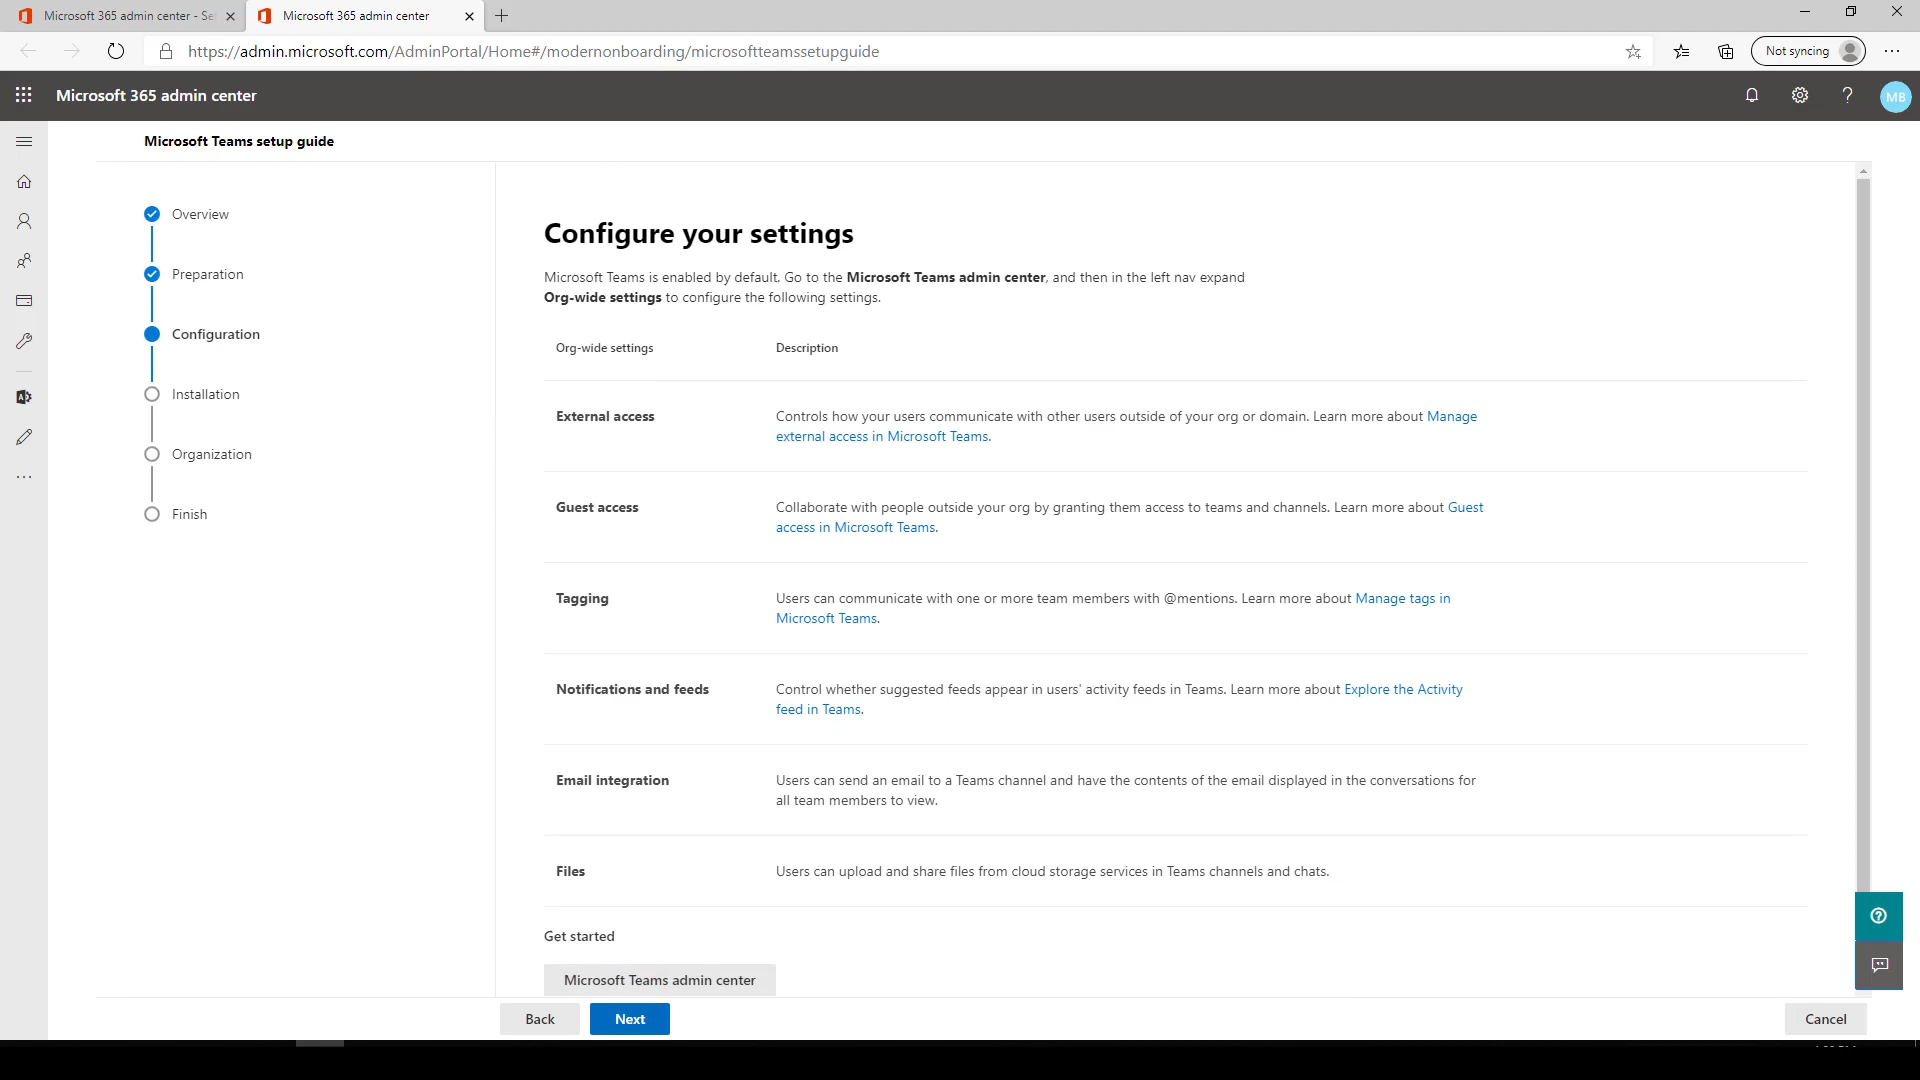 Microsoft 365 admin center - Se
Microsoft 365 admin center
https://admin.microsoft.com/AdminPortal/Home#/modernonboarding/microsoftteamssetupguide
Not syncing
Microsoft 365 admin center
MB
Microsoft Teams setup guide
Overview
Preparation
Configuration
Installation
Organization
Finish
Configure your settings
Microsoft Teams is enabled by default. Go to the Microsoft Teams admin center, and then in the left nav expand
Org-wide settings to configure the following settings.
Org-wide settings Description
External access Controls how your users communicate with other users outside of your org or domain. Learn more about Manage
external access in Microsoft Teams.
Guest access Collaborate with people outside your org by granting them access to teams and channels. Learn more about Guest
access in Microsoft Teams.
Tagging Users can communicate with one or more team members with @mentions. Learn more about Manage tags in
Microsoft Teams.
Notifications and feeds Control whether suggested feeds appear in users' activity feeds in Teams. Learn more about Explore the Activity
feed in Teams.
Email integration Users can send an email to a Teams channel and have the contents of the email displayed in the conversations for
all team members to view.
Files Users can upload and share files from cloud storage services in Teams channels and chats.
Get started
Microsoft Teams admin center
Back Next Cancel